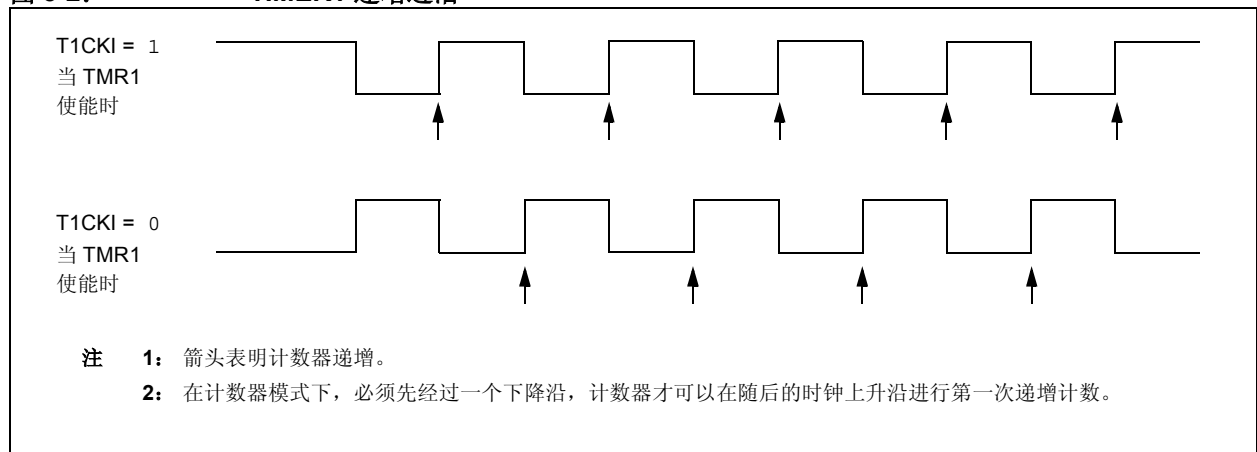 T1CKI = 1
当 TMR1
使能时
T1CKI = 0
当 TMR1
使能时
注 1： 箭头表明计数器递增。
2： 在计数器模式下，必须先经过一个下降沿，计数器才可以在随后的时钟上升沿进行第一次递增计数。